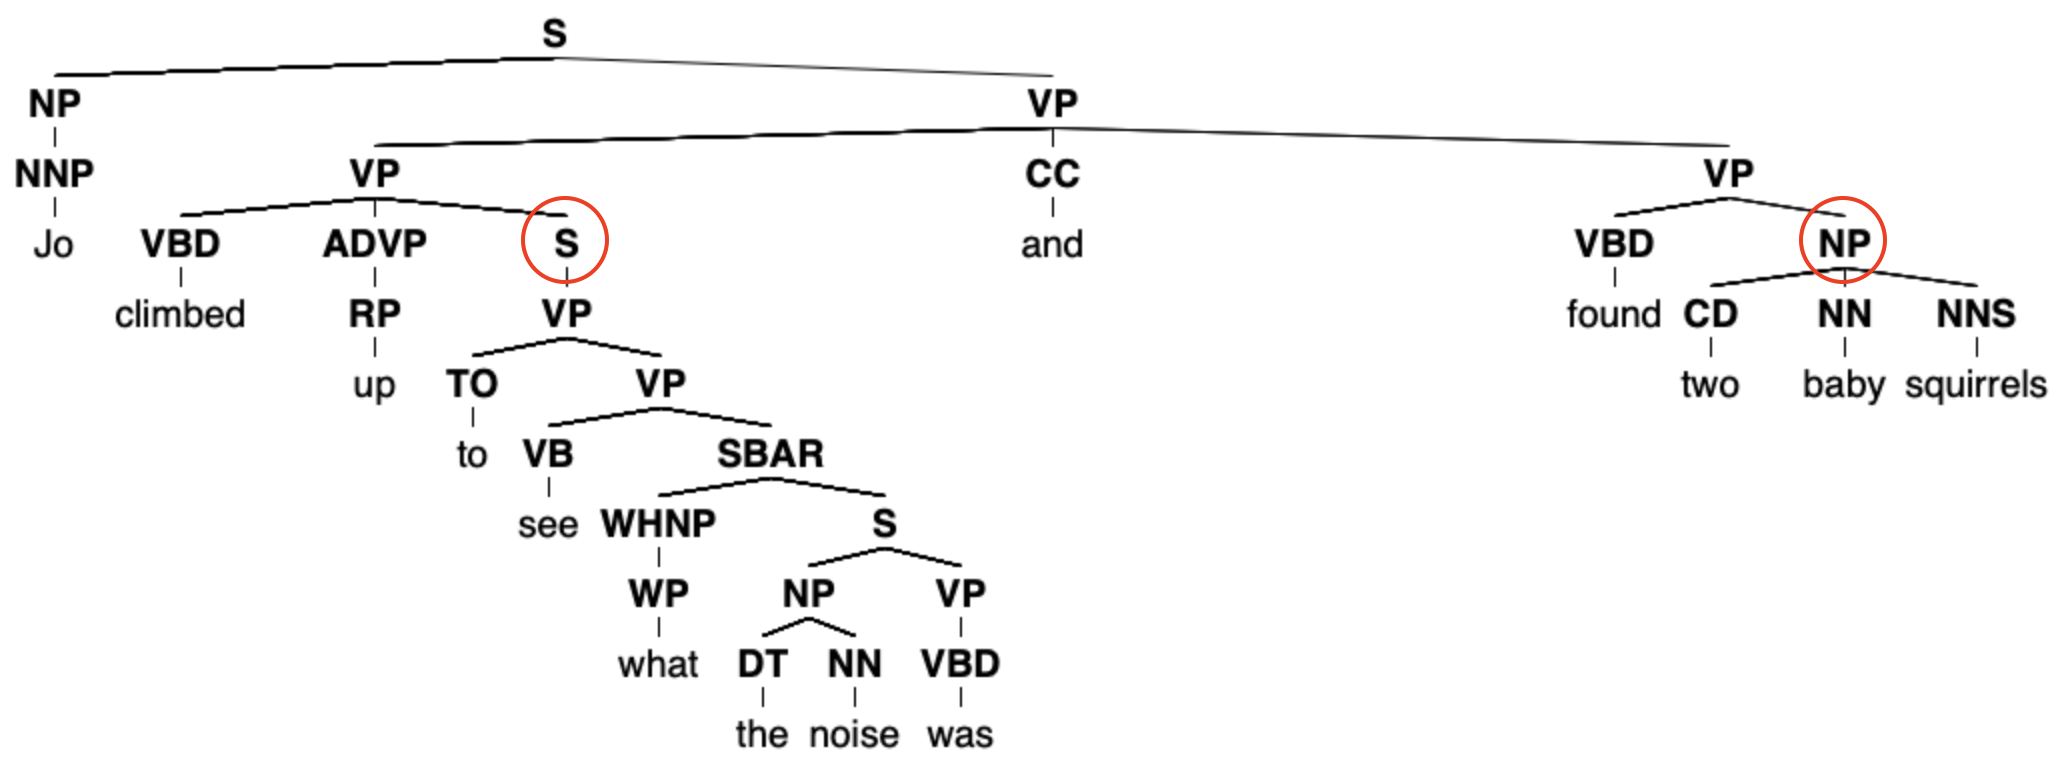 S
NP VP
NNP VP CC VP
Jo VBD ADVP S and VBD NP
climbed RP VP found CD NN NNS
up TO VP two baby squirrels
to VB SBAR
see WHNP S
WP NP VP
what DT NN VBD
the noise was